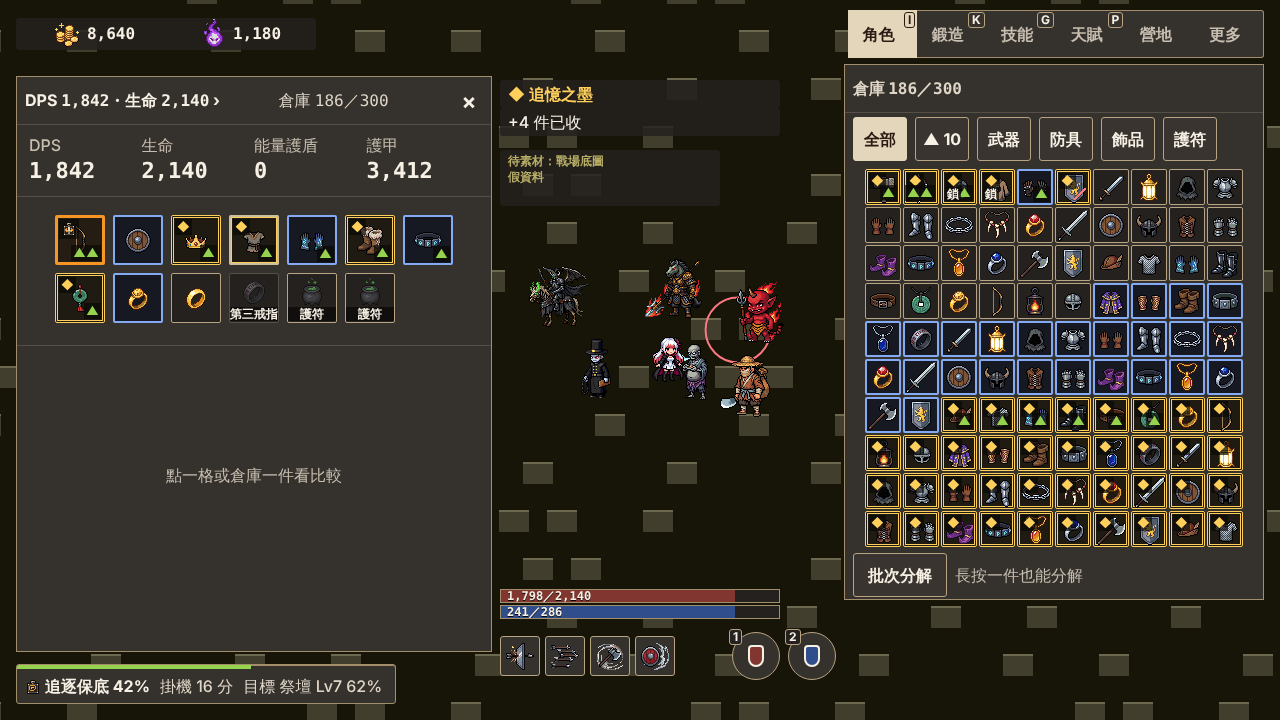 8,640
1,180
角色 I
鍛造 K
技能 G
天賦 P
營地
更多
DPS 1,842・生命 2,140 ›
倉庫 186／300
×
DPS
1,842
生命
2,140
能量護盾
0
護甲
3,412
第三戒指
護符
護符
點一格或倉庫一件看比較
追逐保底 42% 掛機 16 分 目標 祭壇 Lv7 62%
追憶之墨
+4 件已收
待素材：戰場底圖
假資料
1,798／2,140
241／286
1
2
倉庫 186／300
全部
▲ 10
武器
防具
飾品
護符
鎖
鎖
批次分解
長按一件也能分解